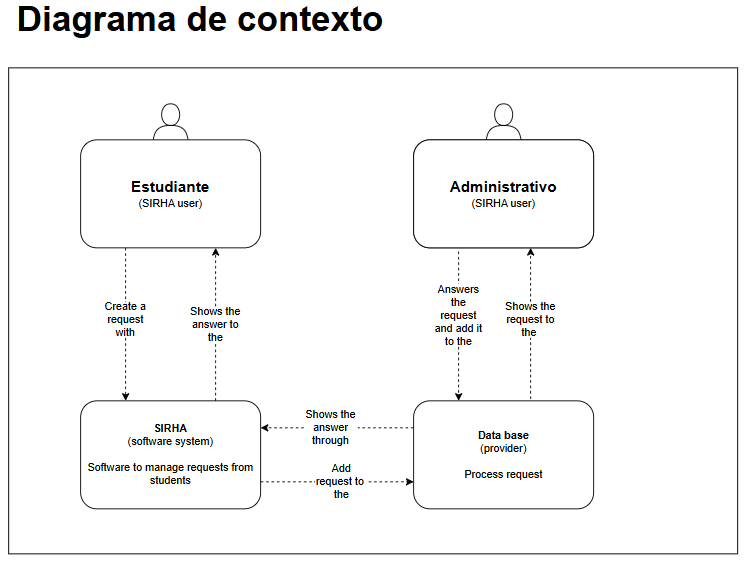 Diagrama de contexto
Estudiante
(SIRHA user)
Administrativo
(SIRHA user)
Create a
request
with
Shows the
answer to
the
Answers
the
request
and add it
to the
Shows the
request to
the
SIRHA
(software system)
Software to manage requests from
students
Shows the
answer
through
Add
request to
the
Data base
(provider)
Process request